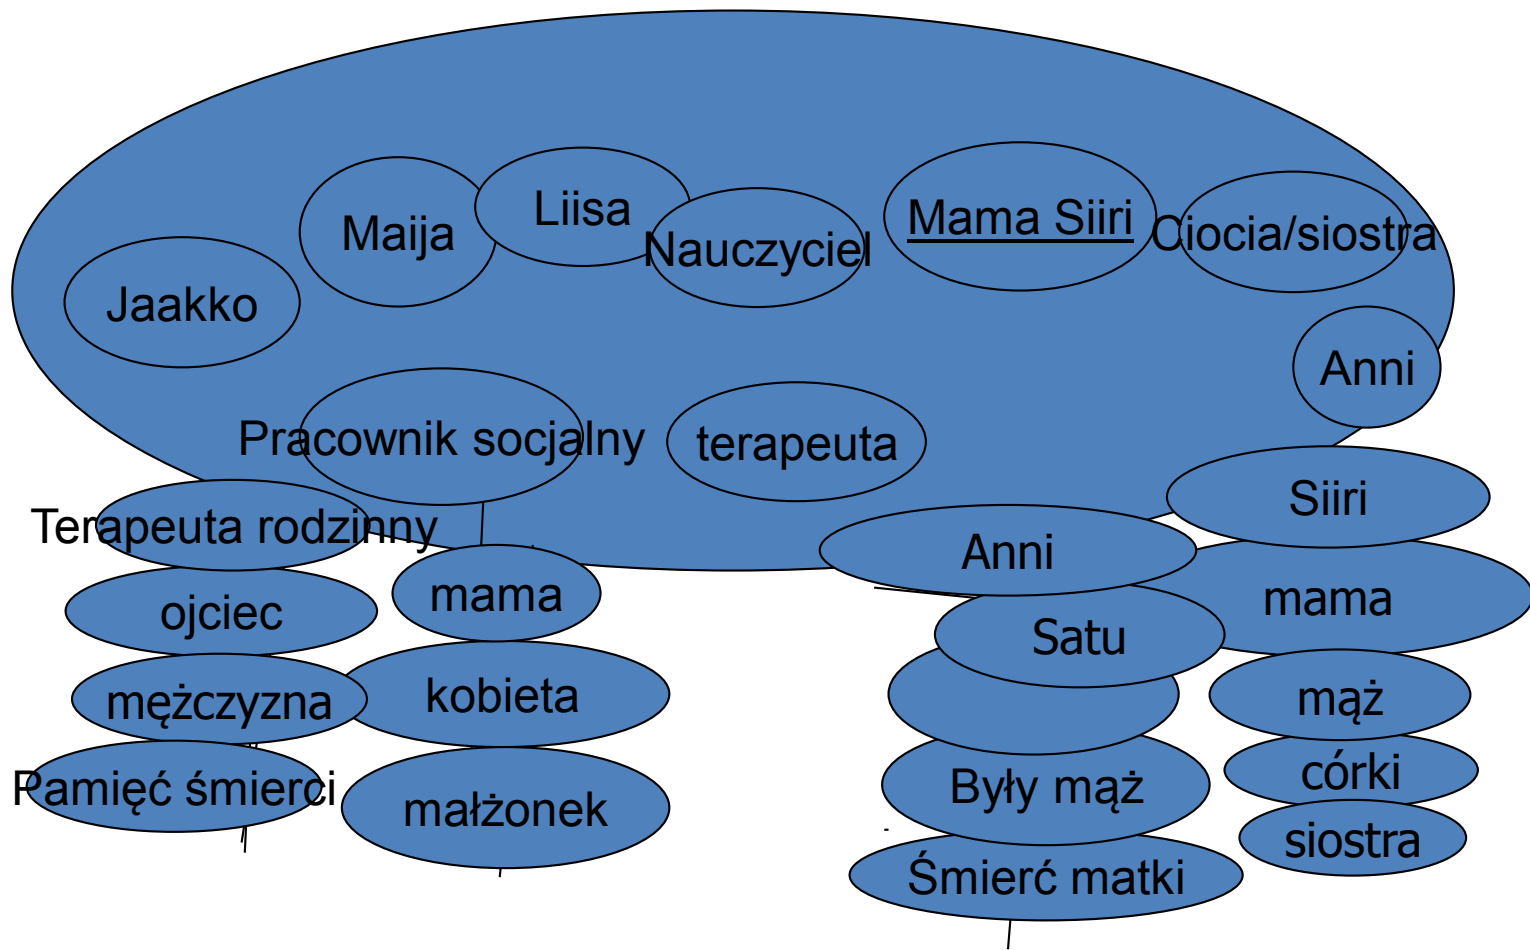 Liisa
Maija
Nauczyciel
Mama Siiri
Ciocia/siostra
Jaakko
Anni
Pracownik socjalny
terapeuta
Terapeuta rodzinny
ojciec
mężczyzna
Pamięć śmierci
mama
kobieta
małżonek
Anni
Satu
Były mąż
Śmierć matki
Siiri
mama
mąż
córki
siostra